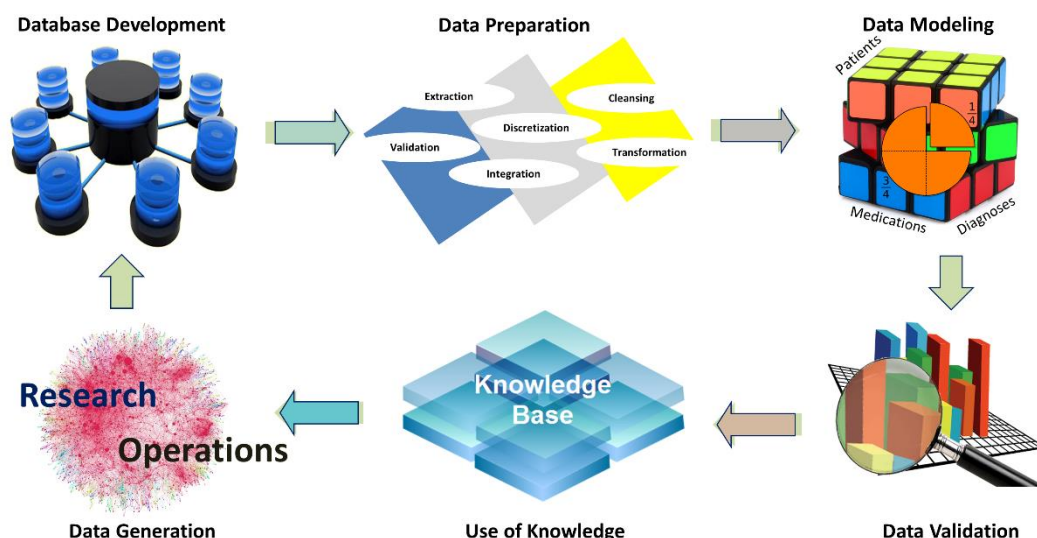 Database Development
Data Preparation
Data Modeling
Extraction
Cleansing
Discretization
Validation
Transformation
Integration
Patients
1/4
3/4
Medications
Diagnoses
Research
Operations
Knowledge
Base
Data Generation
Use of Knowledge
Data Validation